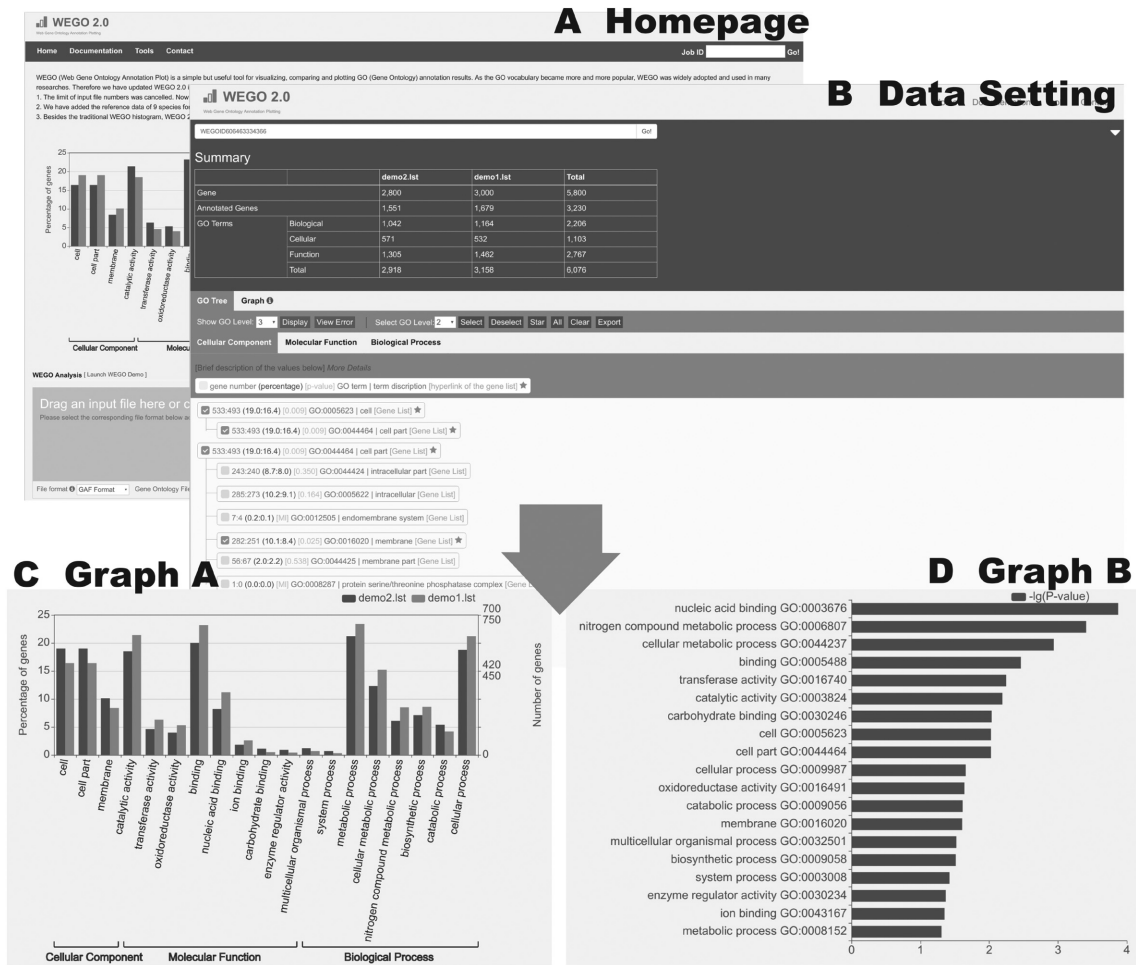 A Homepage
WEGO 2.0
Web Gene Ontology Annotation Plotting
Home Documentation Tools Contact
Job ID Go!
WEGO (Web Gene Ontology Annotation Plot) is a simple but useful tool for visualizing, comparing and plotting GO (Gene Ontology) annotation results. As the GO vocabulary became more and more popular, WEGO was widely adopted and used in many
researches. Therefore we have updated WEGO 2.0 i
1. The limit of input file numbers was cancelled. Now
2. We have added the reference data of 9 species fo
3. Besides the traditional WEGO histogram, WEGO 2
Percentage of genes
25
20
15
10
5
0
cell
cell part
membrane
catalytic activity
transferase activity
oxidoreductase activity
Cellular Component
Molecu
WEGO Analysis [ Launch WEGO Demo ]
Drag an input file here or c
Please select the corresponding file format below a
File format GAF Format Gene Ontology File
B Data Setting
WEGO 2.0
Web Gene Ontology Annotation Plotting
WEGOID606463334366 Go!
Summary
demo2.lst demo1.lst Total
Gene 2,800 3,000 5,800
Annotated Genes 1,551 1,679 3,230
GO Terms Biological 1,042 1,164 2,206
Cellular 571 532 1,103
Function 1,305 1,462 2,767
Total 2,918 3,158 6,076
GO Tree Graph
Show GO Level: 3 Display View Error | Select GO Level: 2 Select Deselect Star All Clear Export
Cellular Component Molecular Function Biological Process
[Brief description of the values below] More Details
gene number (percentage) [p-value] GO term | term discription [hyperlink of the gene list] ★
533:493 (19.0:16.4) [0.009] GO:0005623 | cell [Gene List] ★
533:493 (19.0:16.4) [0.009] GO:0044464 | cell part [Gene List] ★
533:493 (19.0:16.4) [0.009] GO:0044464 | cell part [Gene List] ★
243:240 (8.7:8.0) [0.350] GO:0044424 | intracellular part [Gene List]
285:273 (10.2:9.1) [0.164] GO:0005622 | intracellular [Gene List]
7:4 (0.2:0.1) [MI] GO:0012505 | endomembrane system [Gene List]
282:251 (10.1:8.4) [0.025] GO:0016020 | membrane [Gene List] ★
56:67 (2.0:2.2) [0.538] GO:0044425 | membrane part [Gene List]
1:0 (0.0:0.0) [MI] GO:0008287 | protein serine/threonine phosphatase complex [Gene
C Graph A
demo2.lst demo1.lst
Percentage of genes
25
20
15
10
5
0
700
750
420
450
0
Number of genes
cell
cell part
membrane
catalytic activity
transferase activity
oxidoreductase activity
binding
nucleic acid binding
ion binding
carbohydrate binding
enzyme regulator activity
multicellular organismal process
system process
metabolic process
cellular metabolic process
nitrogen compound metabolic process
biosynthetic process
catabolic process
cellular process
Cellular Component Molecular Function Biological Process
D Graph B
-lg(P-value)
nucleic acid binding GO:0003676
nitrogen compound metabolic process GO:0006807
cellular metabolic process GO:0044237
binding GO:0005488
transferase activity GO:0016740
catalytic activity GO:0003824
carbohydrate binding GO:0030246
cell GO:0005623
cell part GO:0044464
cellular process GO:0009987
oxidoreductase activity GO:0016491
catabolic process GO:0009056
membrane GO:0016020
multicellular organismal process GO:0032501
biosynthetic process GO:0009058
system process GO:0003008
enzyme regulator activity GO:0030234
ion binding GO:0043167
metabolic process GO:0008152
0 1 2 3 4